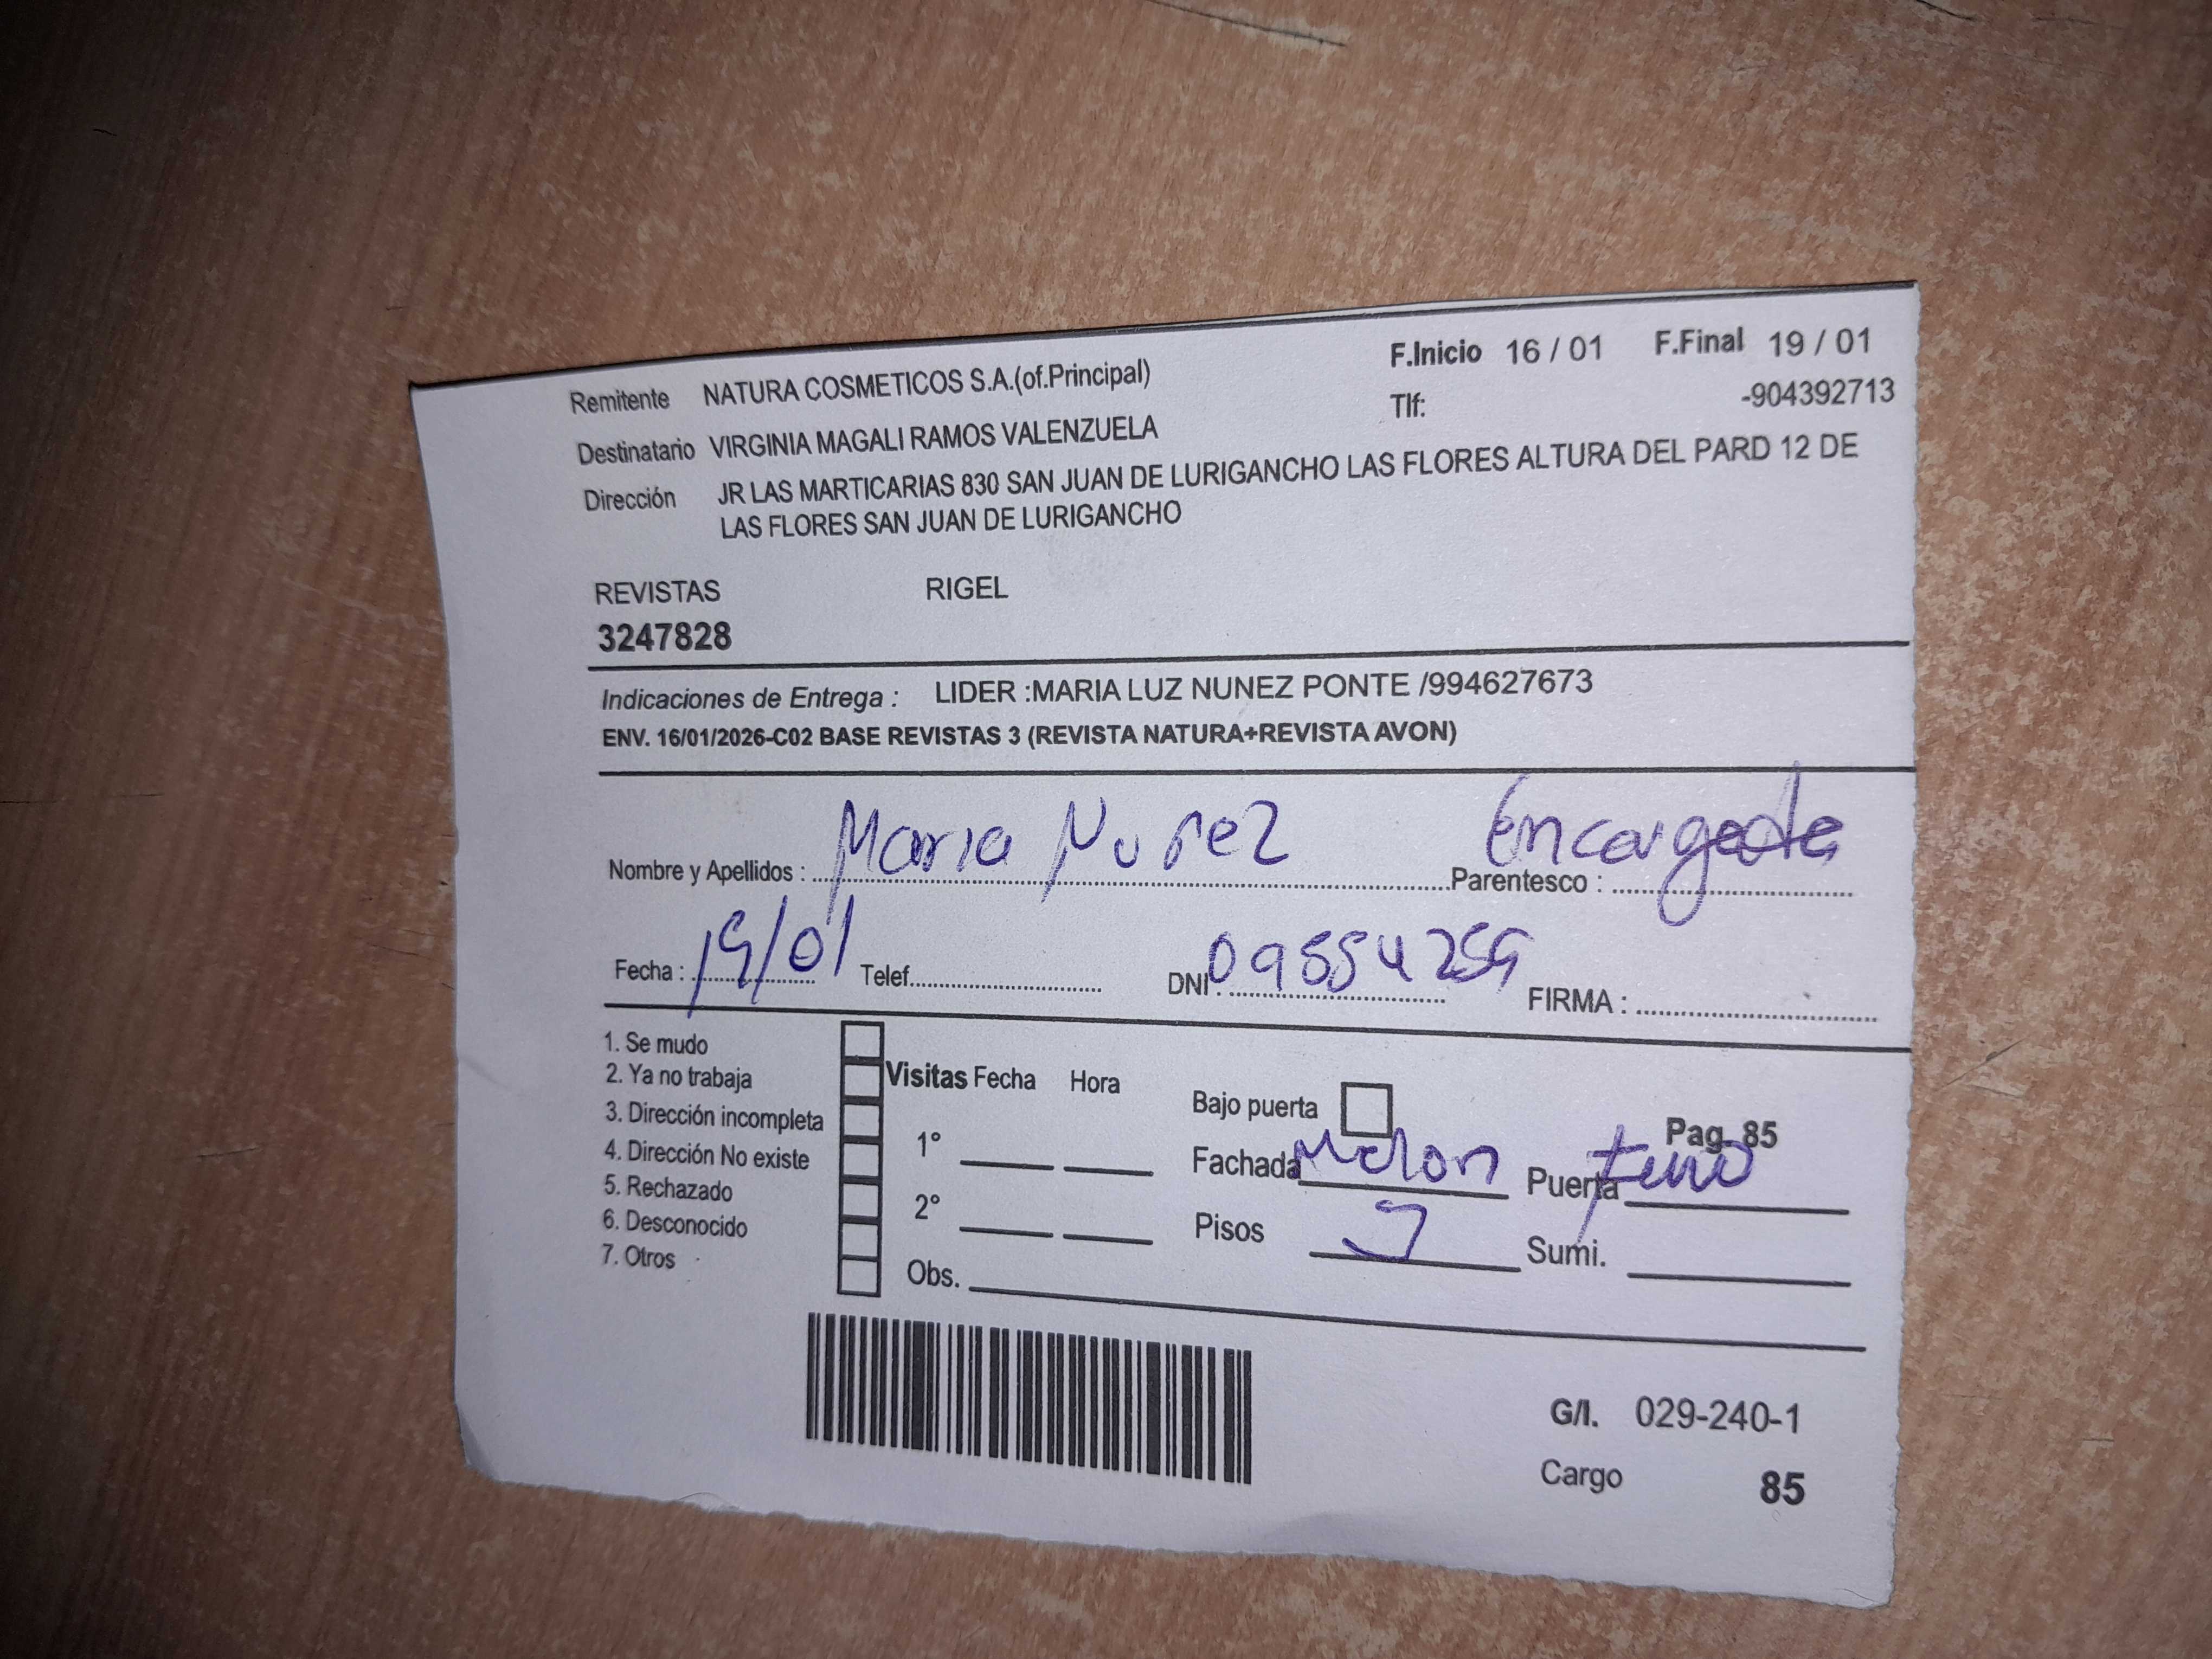 Remitente NATURA COSMETICOS S.A.(of.Principal) F.Inicio 16 / 01 F.Final 19 / 01
Destinatario VIRGINIA MAGALI RAMOS VALENZUELA Tlf: -904392713
Dirección JR LAS MARTICARIAS 830 SAN JUAN DE LURIGANCHO LAS FLORES ALTURA DEL PARD 12 DE
LAS FLORES SAN JUAN DE LURIGANCHO
REVISTAS RIGEL
3247828
Indicaciones de Entrega : LIDER :MARIA LUZ NUNEZ PONTE /994627673
ENV. 16/01/2026-C02 BASE REVISTAS 3 (REVISTA NATURA+REVISTA AVON)
Nombre y Apellidos : Maria Nuñez Parentesco : Encargada
Fecha : 19/01 Telef. DNI : FIRMA :
1. Se mudo
2. Ya no trabaja Visitas Fecha Hora
3. Dirección incompleta Bajo puerta Pag. 85
4. Dirección No existe 1° Fachada Melon Puerta
5. Rechazado
6. Desconocido 2° Pisos Sumi.
7. Otros Obs.
G/I. 029-240-1
Cargo 85